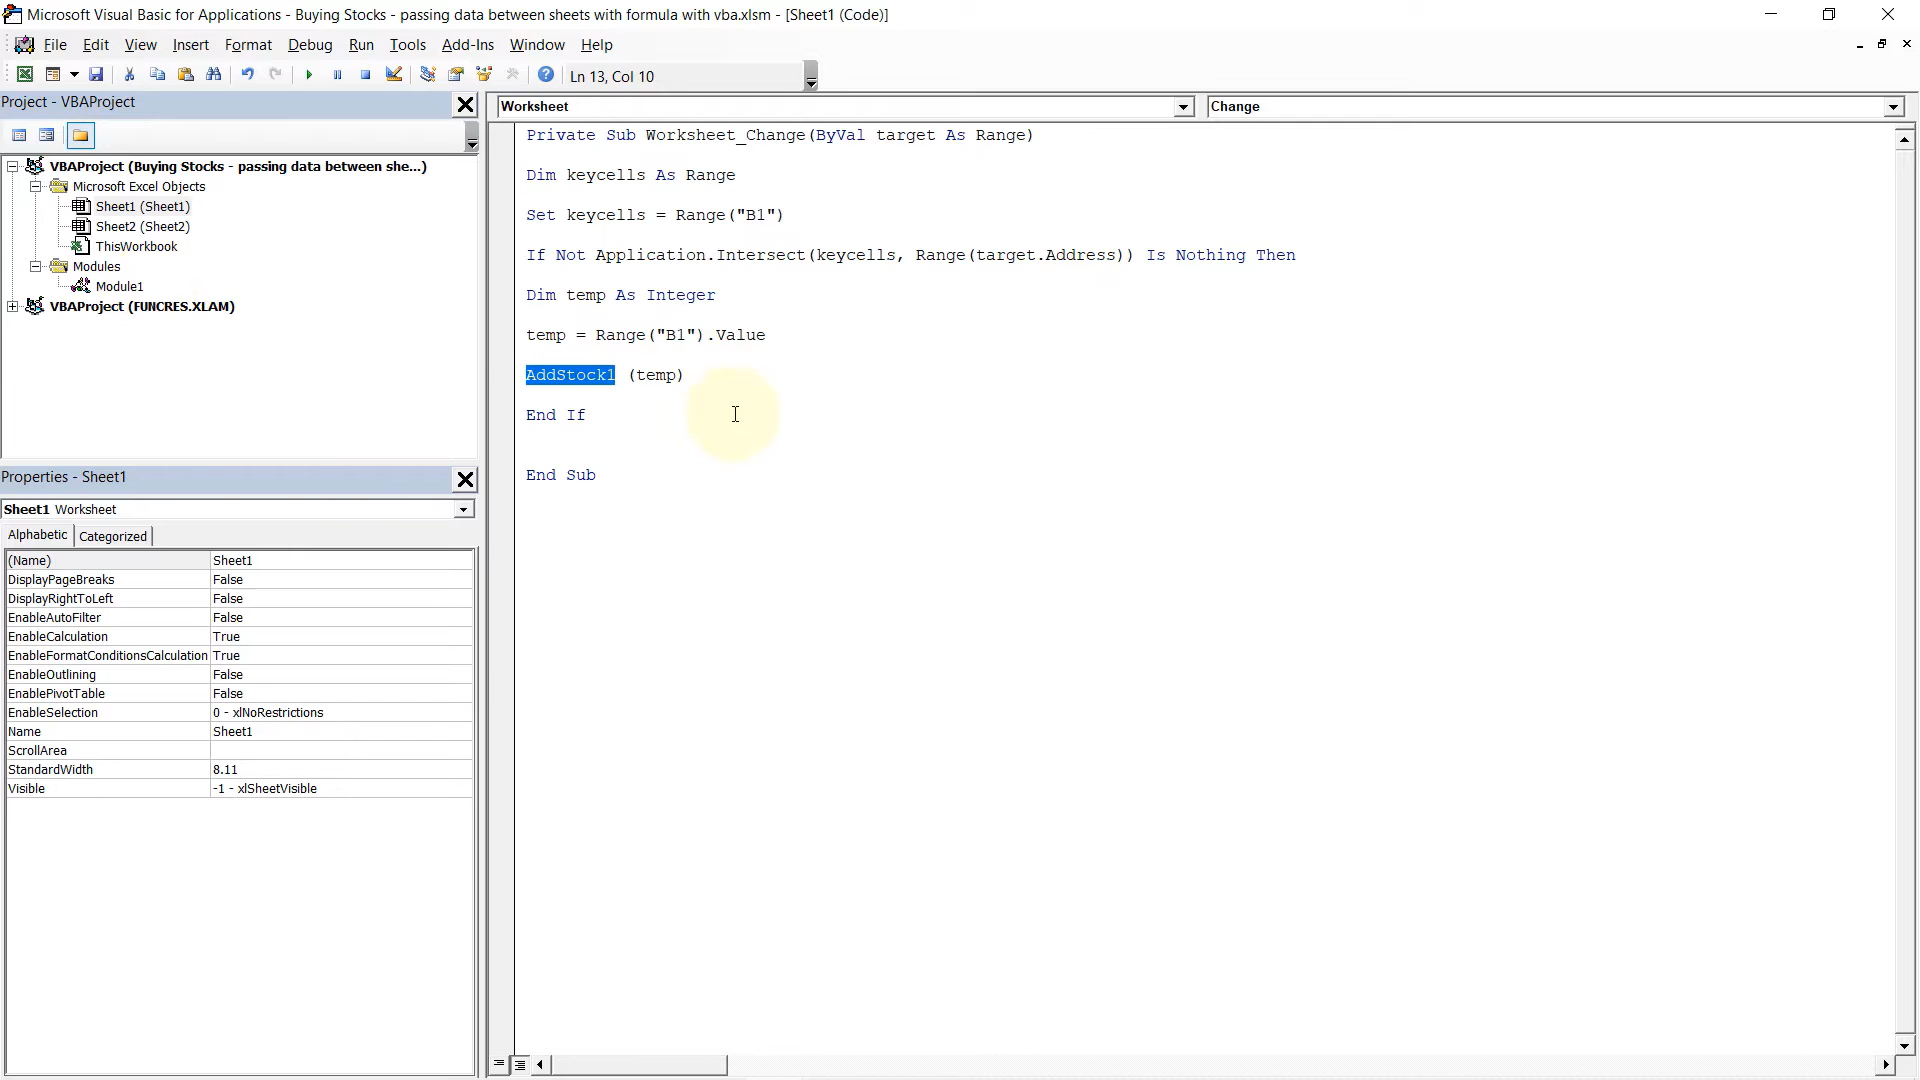 Microsoft Visual Basic for Applications - Buying Stocks - passing data between sheets with formula with vba.xlsm - [Sheet1 (Code)]
File Edit View Insert Format Debug Run Tools Add-Ins Window Help
Ln 13, Col 10
Project - VBAProject
VBAProject (Buying Stocks - passing data between she...)
Microsoft Excel Objects
Sheet1 (Sheet1)
Sheet2 (Sheet2)
ThisWorkbook
Modules
Module1
VBAProject (FUNCRES.XLAM)
Properties - Sheet1
Sheet1 Worksheet
Alphabetic Categorized
(Name) Sheet1
DisplayPageBreaks False
DisplayRightToLeft False
EnableAutoFilter False
EnableCalculation True
EnableFormatConditionsCalculation True
EnableOutlining False
EnablePivotTable False
EnableSelection 0 - xlNoRestrictions
Name Sheet1
ScrollArea
StandardWidth 8.11
Visible -1 - xlSheetVisible
Worksheet Change
Private Sub Worksheet_Change(ByVal target As Range)
Dim keycells As Range
Set keycells = Range("B1")
If Not Application.Intersect(keycells, Range(target.Address)) Is Nothing Then
Dim temp As Integer
temp = Range("B1").Value
AddStock1 (temp)
End If
End Sub